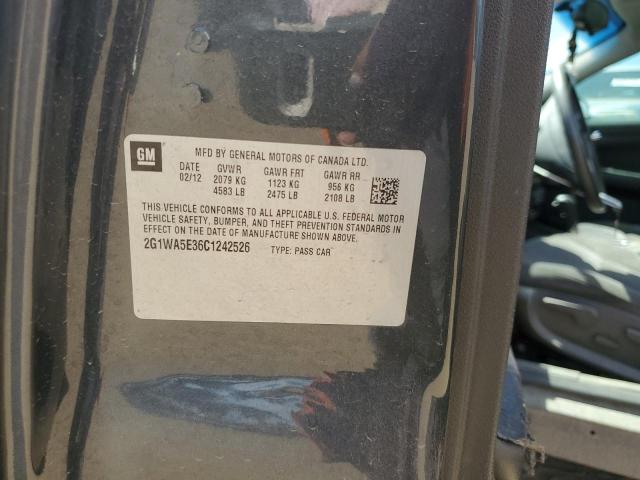 GM
MFD BY GENERAL MOTORS OF CANADA LTD.
DATE GVWR GAWR FRT GAWR RR
02/12 2079 KG 1123 KG 956 KG
4583 LB 2475 LB 2108 LB
THIS VEHICLE CONFORMS TO ALL APPLICABLE U.S. FEDERAL MOTOR
VEHICLE SAFETY, BUMPER, AND THEFT PREVENTION STANDARDS IN
EFFECT ON THE DATE OF MANUFACTURE SHOWN ABOVE.
2G1WA5E36C1242526 TYPE: PASS CAR